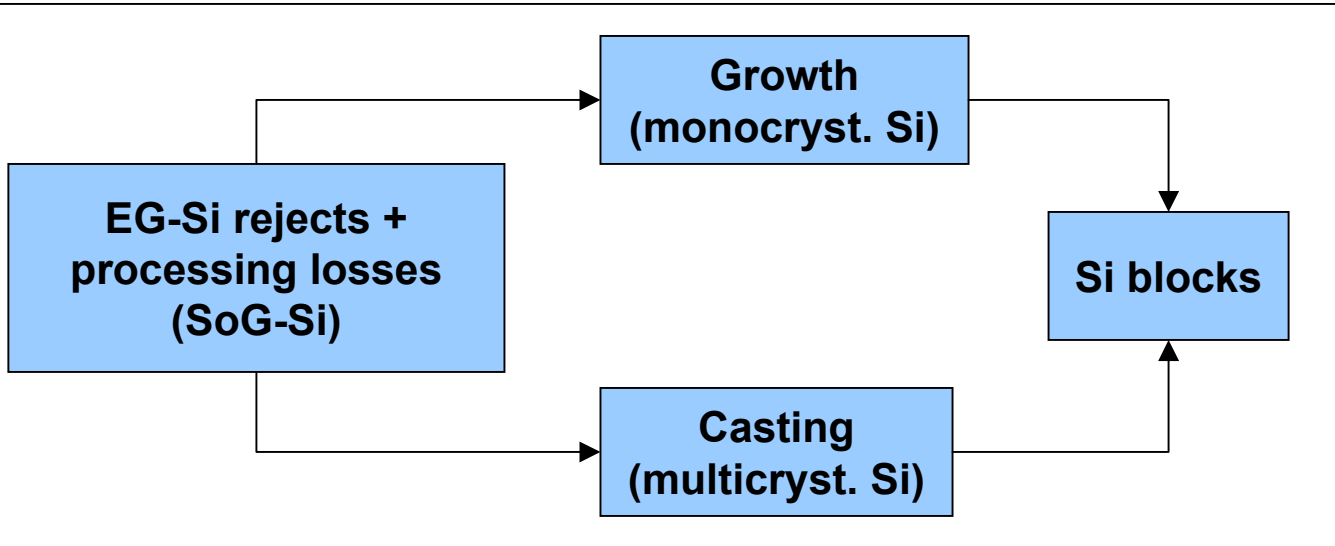 Growth
(monocryst. Si)
EG-Si rejects +
processing losses
(SoG-Si)
Si blocks
Casting
(multicryst. Si)